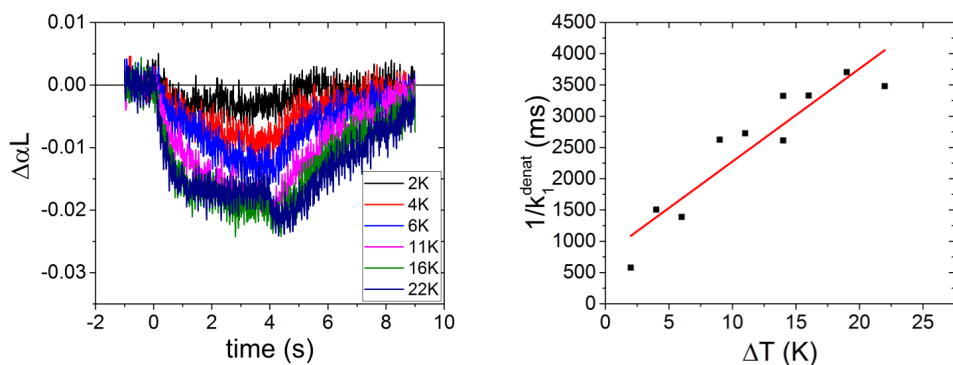 0.01
0.00
-0.01
-0.02
-0.03
ΔαL
2K
4K
6K
11K
16K
22K
-2 0 2 4 6 8 10
time (s)
4500
4000
3500
3000
2500
2000
1500
1000
500
0
1/k₁^denat (ms)
0 5 10 15 20 25
ΔT (K)